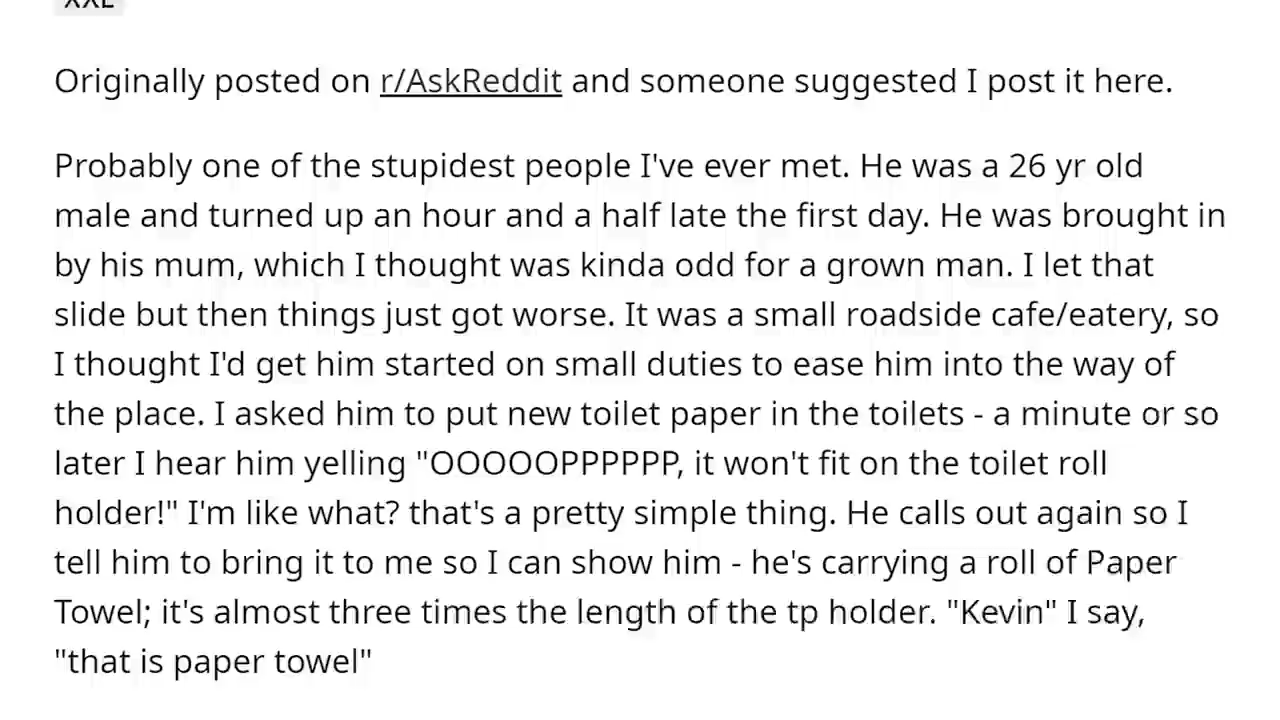 XXL
Originally posted on r/AskReddit and someone suggested I post it here.
Probably one of the stupidest people I've ever met. He was a 26 yr old
male and turned up an hour and a half late the first day. He was brought in
by his mum, which I thought was kinda odd for a grown man. I let that
slide but then things just got worse. It was a small roadside cafe/eatery, so
I thought I'd get him started on small duties to ease him into the way of
the place. I asked him to put new toilet paper in the toilets - a minute or so
later I hear him yelling "OOOOOPPPPPP, it won't fit on the toilet roll
holder!" I'm like what? that's a pretty simple thing. He calls out again so I
tell him to bring it to me so I can show him - he's carrying a roll of Paper
Towel; it's almost three times the length of the tp holder. "Kevin" I say,
"that is paper towel"